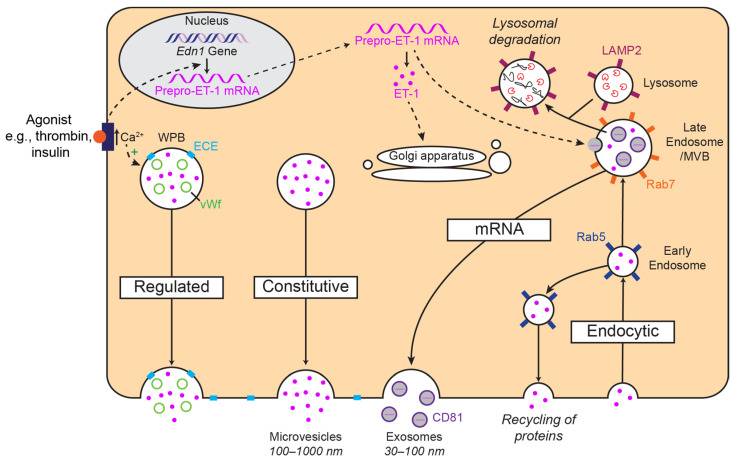 Nucleus
Edn1 Gene
Prepro-ET-1 mRNA
Prepro-ET-1 mRNA
ET-1
Golgi apparatus
Lysosomal
degradation
LAMP2
Lysosome
Late
Endosome
/MVB
Rab7
Agonist
e.g., thrombin,
insulin
Ca²⁺
+
WPB
ECE
vWf
mRNA
Rab5
Early
Endosome
Regulated
Constitutive
Endocytic
CD81
Microvesicles
100–1000 nm
Exosomes
30–100 nm
Recycling of
proteins